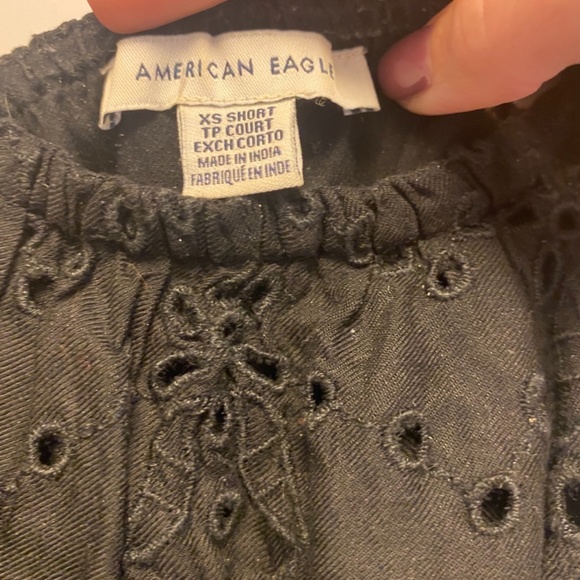 AMERICAN EAGLE
XS SHORT
TP COURT
EXCH CORTO
MADE IN INDIA
FABRIQUÉ EN INDE